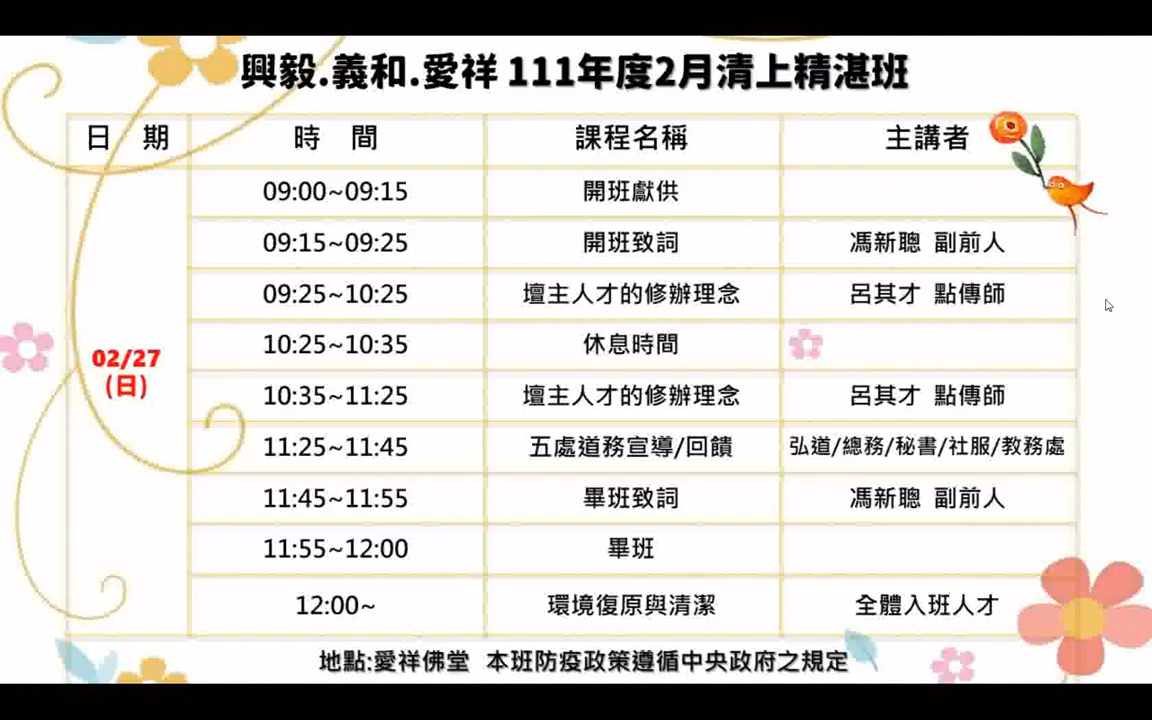 興毅.義和.愛祥 111年度2月清上精湛班
日 期 時 間 課程名稱 主講者
09:00~09:15 開班獻供
09:15~09:25 開班致詞 馮新聰 副前人
09:25~10:25 壇主人才的修辦理念 呂其才 點傳師
02/27
(日)
10:25~10:35 休息時間
10:35~11:25 壇主人才的修辦理念 呂其才 點傳師
11:25~11:45 五處道務宣導/回饋 弘道/總務/秘書/社服/教務處
11:45~11:55 畢班致詞 馮新聰 副前人
11:55~12:00 畢班
12:00~ 環境復原與清潔 全體入班人才
地點:愛祥佛堂 本班防疫政策遵循中央政府之規定